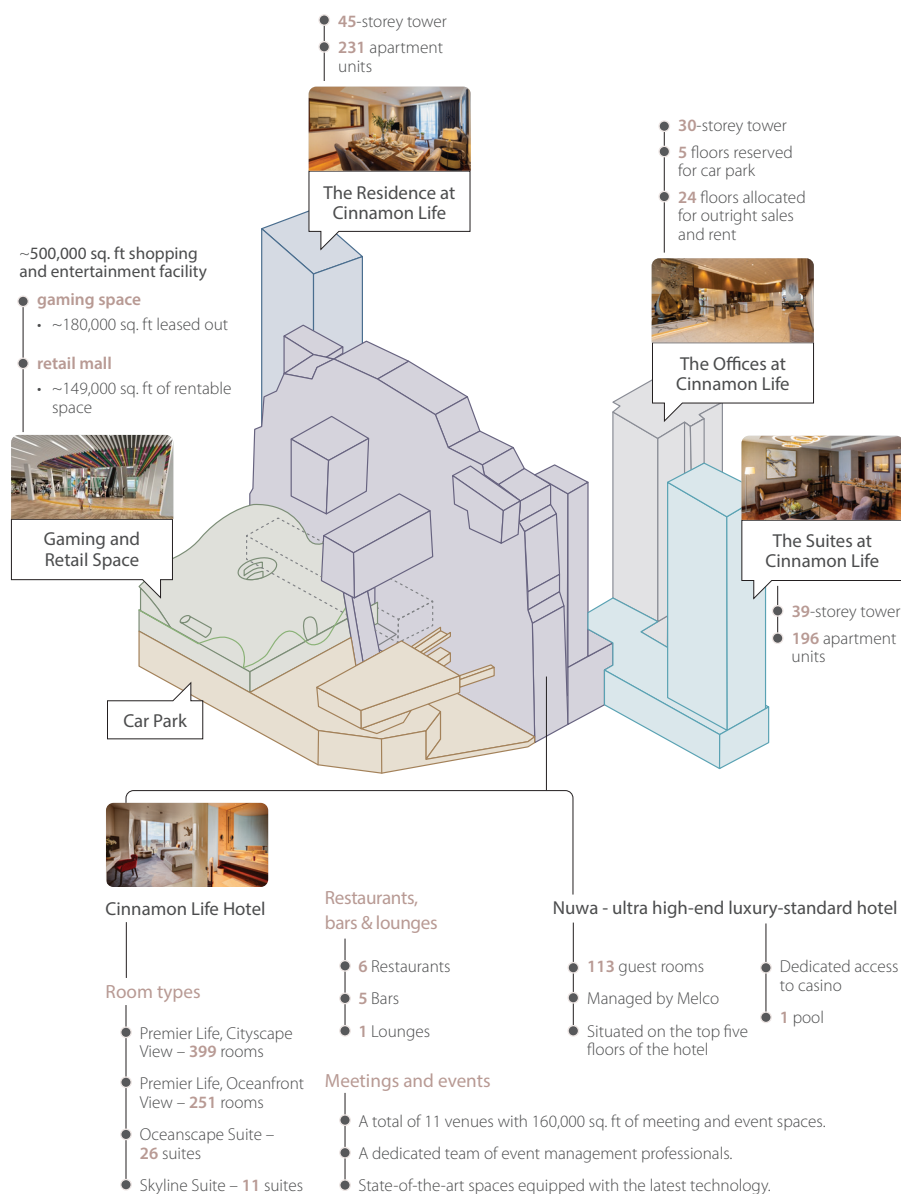 45-storey tower
231 apartment
units
The Residence at
Cinnamon Life
30-storey tower
5 floors reserved
for car park
24 floors allocated
for outright sales
and rent
The Offices at
Cinnamon Life
~500,000 sq. ft shopping
and entertainment facility
gaming space
• ~180,000 sq. ft leased out
retail mall
• ~149,000 sq. ft of rentable
space
Gaming and
Retail Space
The Suites at
Cinnamon Life
39-storey tower
196 apartment
units
Car Park
Cinnamon Life Hotel
Room types
Premier Life, Cityscape
View – 399 rooms
Premier Life, Oceanfront
View – 251 rooms
Oceanscape Suite –
26 suites
Skyline Suite – 11 suites
Restaurants,
bars & lounges
6 Restaurants
5 Bars
1 Lounges
Nuwa - ultra high-end luxury-standard hotel
113 guest rooms
Managed by Melco
Situated on the top five
floors of the hotel
Dedicated access
to casino
1 pool
Meetings and events
A total of 11 venues with 160,000 sq. ft of meeting and event spaces.
A dedicated team of event management professionals.
State-of-the-art spaces equipped with the latest technology.